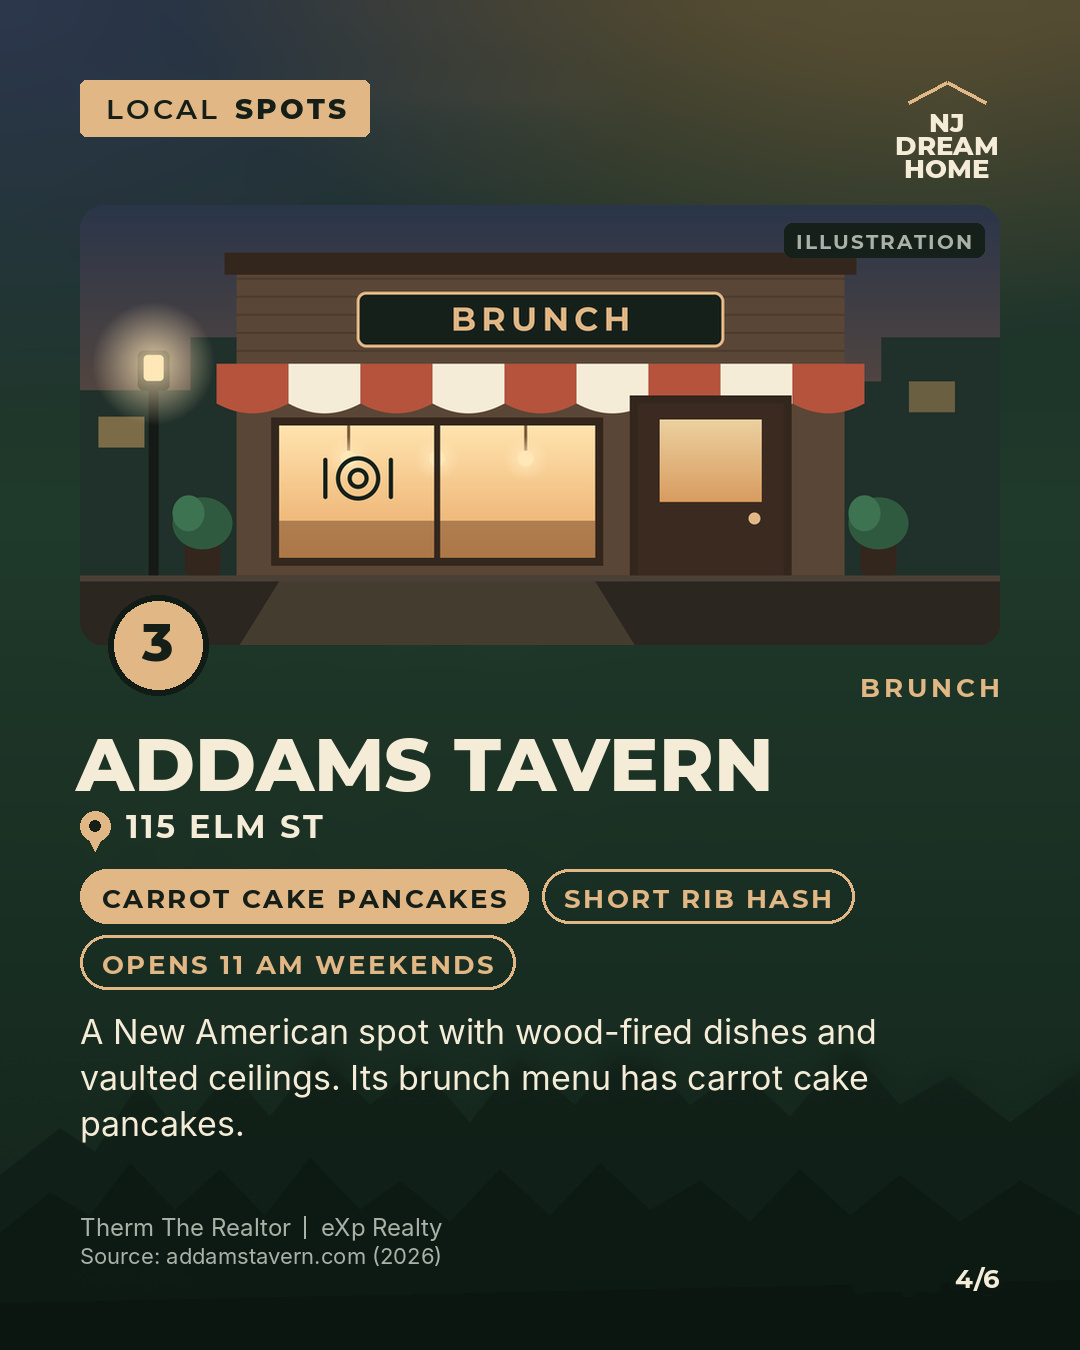 LOCAL SPOTS
NJ
DREAM
HOME
ILLUSTRATION
BRUNCH
3
BRUNCH
ADDAMS TAVERN
115 ELM ST
CARROT CAKE PANCAKES
SHORT RIB HASH
OPENS 11 AM WEEKENDS
A New American spot with wood-fired dishes and
vaulted ceilings. Its brunch menu has carrot cake
pancakes.
Therm The Realtor | eXp Realty
Source: addamstavern.com (2026)
4/6